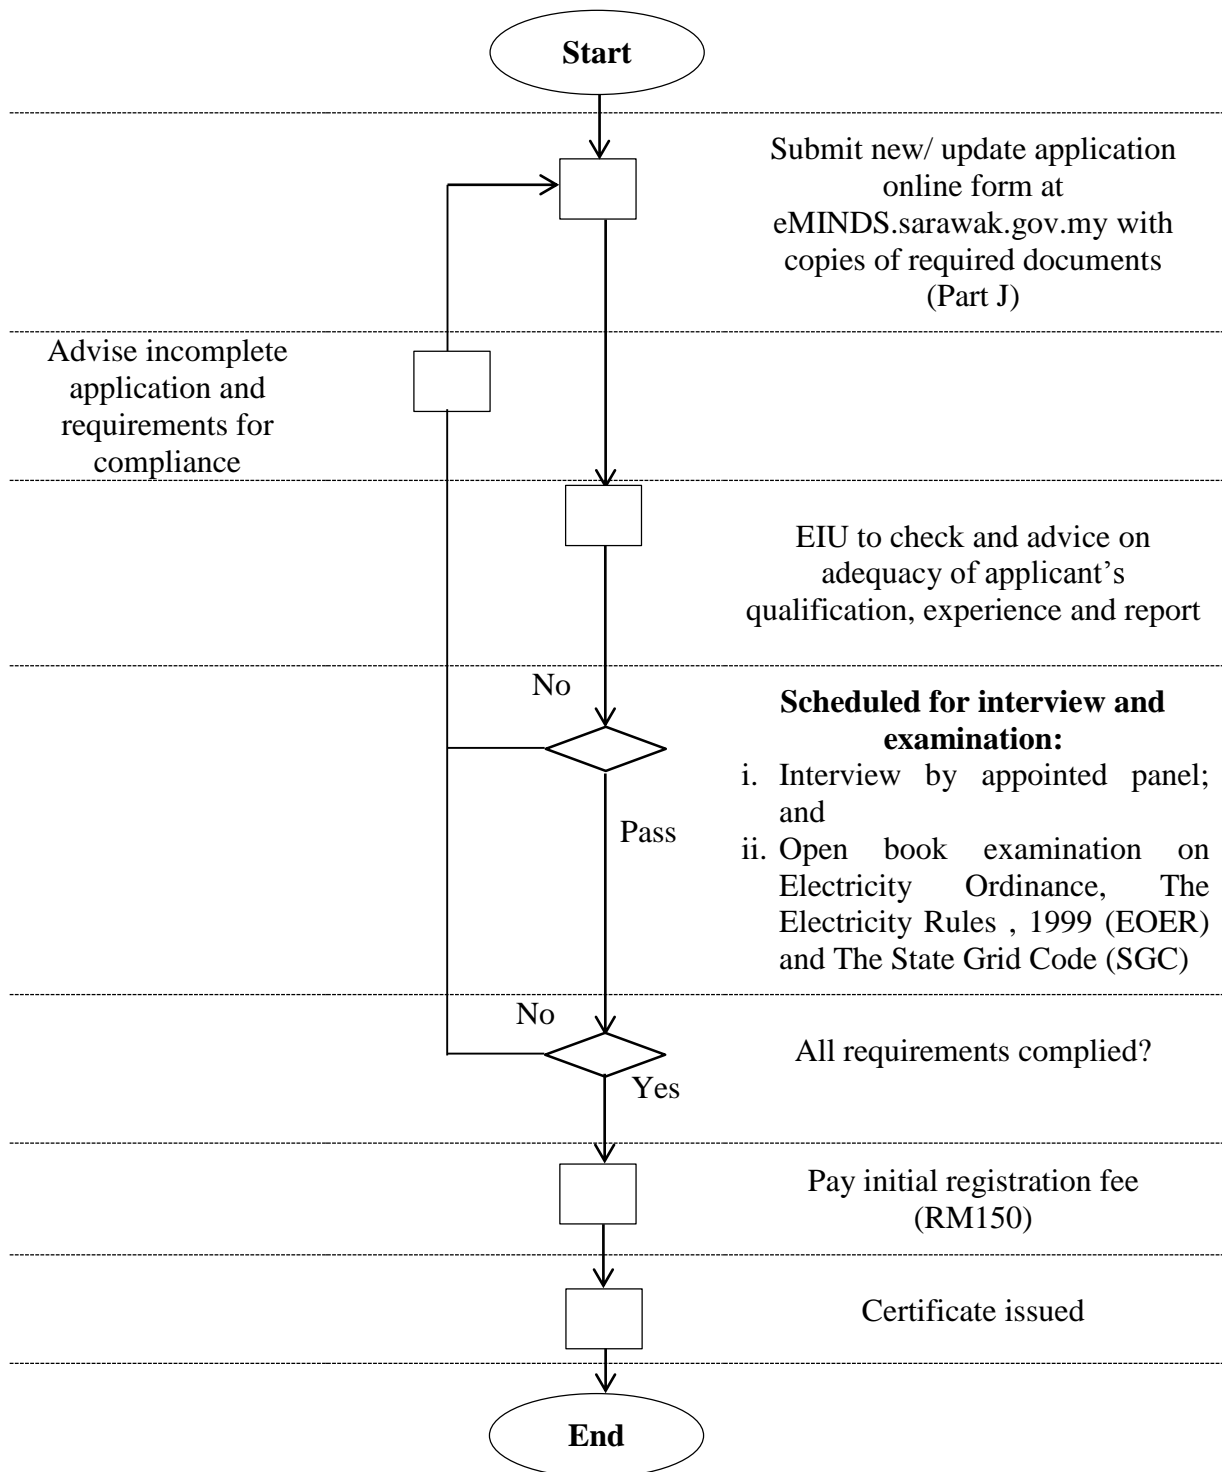 Start
Submit new/ update application
online form at
eMINDS.sarawak.gov.my with
copies of required documents
(Part J)
Advise incomplete
application and
requirements for
compliance
EIU to check and advice on
adequacy of applicant’s
qualification, experience and report
No
Scheduled for interview and
examination:
i. Interview by appointed panel;
and
Pass
ii. Open book examination on
Electricity Ordinance, The
Electricity Rules , 1999 (EOER)
and The State Grid Code (SGC)
No
All requirements complied?
Yes
Pay initial registration fee
(RM150)
Certificate issued
End